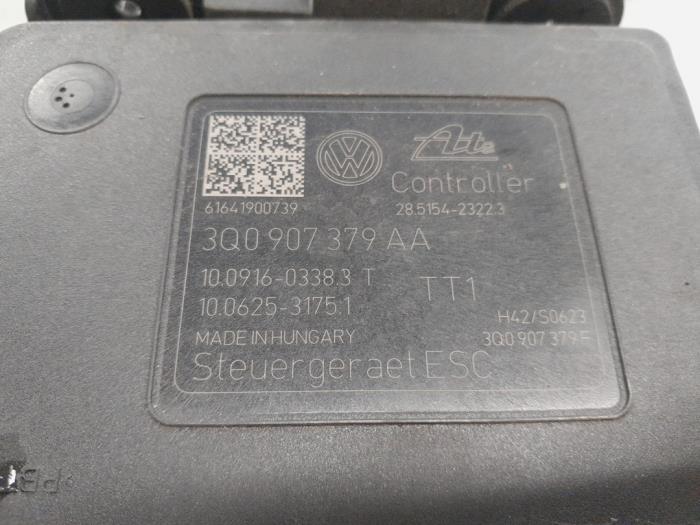 VW Ate
Controller
61641900739 28.5154-2322.3
3Q0 907 379 AA
10.0916-0338.3 T TT1
10.0625-3175.1
H42/S0623
MADE IN HUNGARY 3Q0 907 379 F
Steuergeraet ESC